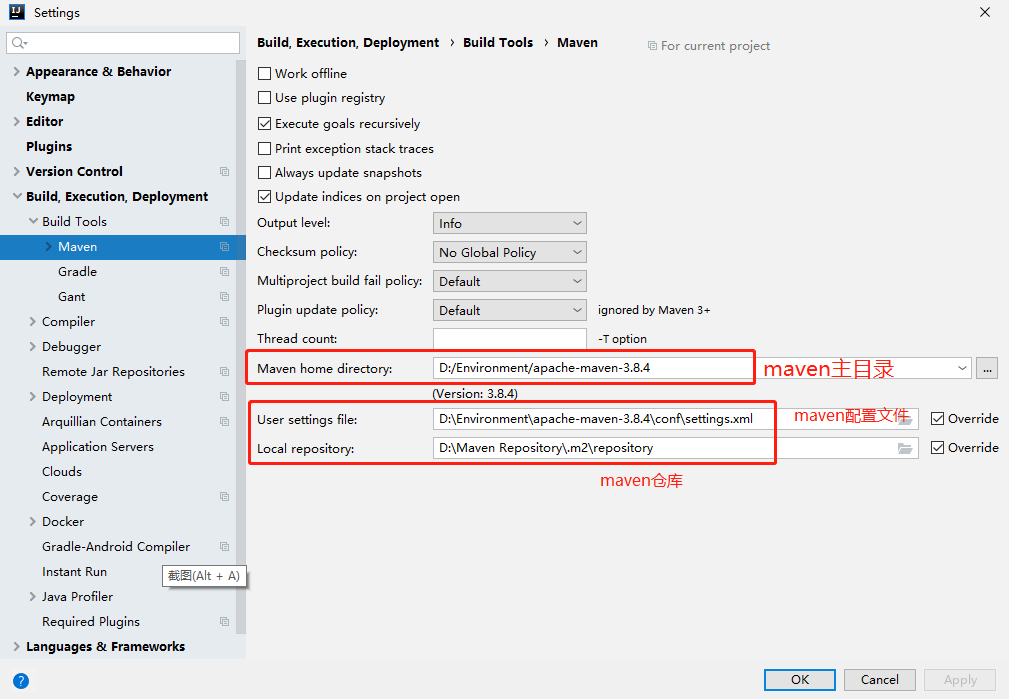 Settings
Build, Execution, Deployment › Build Tools › Maven
For current project
Appearance & Behavior
Keymap
Editor
Plugins
Version Control
Build, Execution, Deployment
Build Tools
Maven
Gradle
Gant
Compiler
Debugger
Remote Jar Repositories
Deployment
Arquillian Containers
Application Servers
Clouds
Coverage
Docker
Gradle-Android Compiler
Instant Run
截图(Alt + A)
Java Profiler
Required Plugins
Languages & Frameworks
Work offline
Use plugin registry
Execute goals recursively
Print exception stack traces
Always update snapshots
Update indices on project open
Output level: Info
Checksum policy: No Global Policy
Multiproject build fail policy: Default
Plugin update policy: Default ignored by Maven 3+
Thread count: -T option
Maven home directory: D:/Environment/apache-maven-3.8.4 maven主目录 ...
(Version: 3.8.4)
User settings file: D:\Environment\apache-maven-3.8.4\conf\settings.xml maven配置文件 Override
Local repository: D:\Maven Repository\.m2\repository Override
maven仓库
? OK Cancel Apply